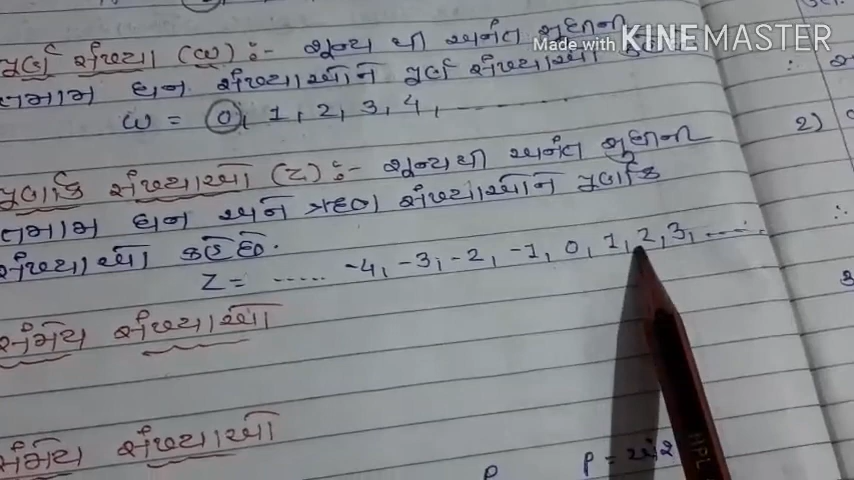 પુર્ણ સંખ્યા (W) :- શૂન્ય થી અનંત સુધીની
Made with KINEMASTER
તમામ ધન સંખ્યાઓને પુર્ણ સંખ્યાઓ
W = 0, 1, 2, 3, 4, ..........
પુર્ણાંક સંખ્યાઓ (Z) :- શૂન્યથી અનંત સુધીની
તમામ ધન અને ઋણ સંખ્યાઓને પુર્ણાંક
સંખ્યાઓ કહેછે.
Z = ..... -4, -3, -2, -1, 0, 1, 2, 3, .....
સંમેય સંખ્યાઓ
સંખ્યાઓ
P
P =
2)